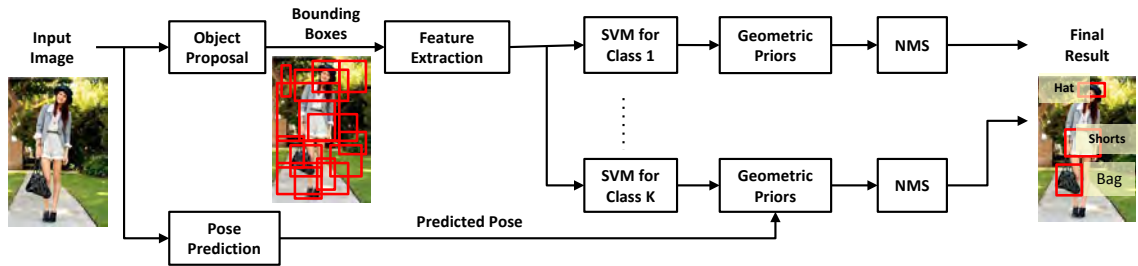 Input
Image
Object
Proposal
Bounding
Boxes
Feature
Extraction
SVM for
Class 1
Geometric
Priors
NMS
Final
Result
Hat
Shorts
Bag
SVM for
Class K
Geometric
Priors
NMS
Pose
Prediction
Predicted Pose